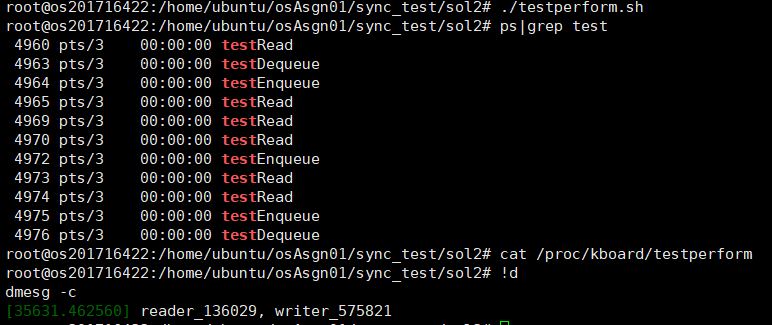 root@os201716422:/home/ubuntu/osAsgn01/sync_test/sol2# ./testperform.sh
root@os201716422:/home/ubuntu/osAsgn01/sync_test/sol2# ps|grep test
4960 pts/3 00:00:00 testRead
4963 pts/3 00:00:00 testDequeue
4964 pts/3 00:00:00 testEnqueue
4965 pts/3 00:00:00 testRead
4969 pts/3 00:00:00 testRead
4970 pts/3 00:00:00 testRead
4972 pts/3 00:00:00 testEnqueue
4973 pts/3 00:00:00 testRead
4974 pts/3 00:00:00 testRead
4975 pts/3 00:00:00 testEnqueue
4976 pts/3 00:00:00 testDequeue
root@os201716422:/home/ubuntu/osAsgn01/sync_test/sol2# cat /proc/kboard/testperform
root@os201716422:/home/ubuntu/osAsgn01/sync_test/sol2# !d
dmesg -c
[35631.462560] reader_136029, writer_575821